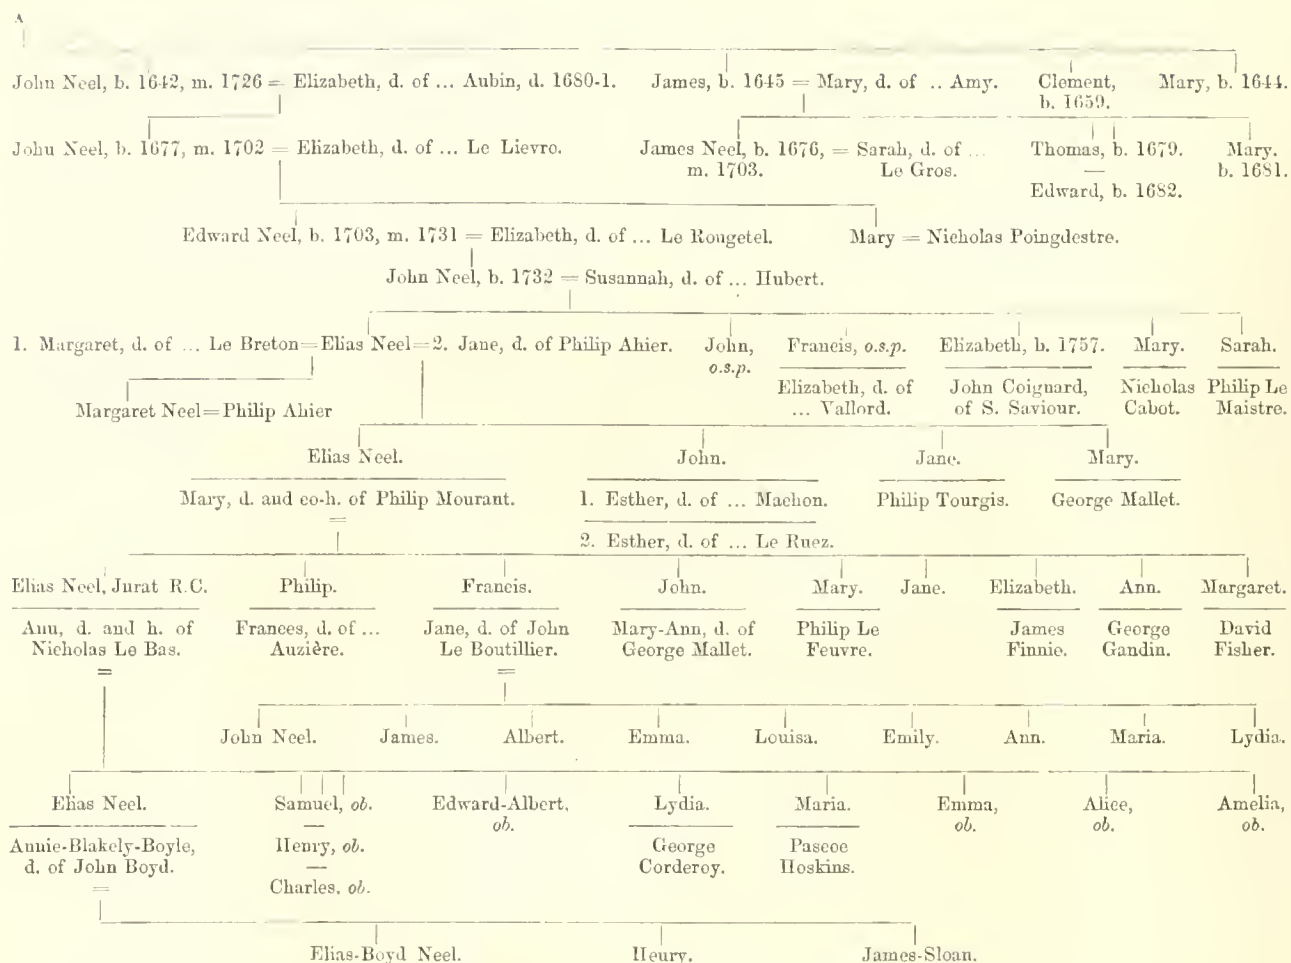 A
John Neel, b. 1642, m. 1726 = Elizabeth, d. of ... Aubin, d. 1680-1. James, b. 1645 = Mary, d. of .. Amy. Clement, Mary, b. 1644.
b. 1659.
John Neel, b. 1677, m. 1702 = Elizabeth, d. of ... Le Lievro. James Neel, b. 1676, = Sarah, d. of ... Thomas, b. 1679. Mary.
m. 1703. Le Gros. — b. 1681.
Edward, b. 1682.
Edward Neel, b. 1703, m. 1731 = Elizabeth, d. of ... Le Rougetel. Mary = Nicholas Poingdestre.
John Neel, b. 1732 = Susannah, d. of ... Hubert.
1. Margaret, d. of ... Le Breton=Elias Neel=2. Jane, d. of Philip Ahier. John, Francis, o.s.p. Elizabeth, b. 1757. Mary. Sarah.
o.s.p. Elizabeth, d. of John Coignard, Nicholas Philip Le
Margaret Neel=Philip Ahier ... Vallord. of S. Saviour. Cabot. Maistre.
Elias Neel. John. Jane. Mary.
Mary, d. and co-h. of Philip Mourant. 1. Esther, d. of ... Machon. Philip Tourgis. George Mallet.
=
2. Esther, d. of ... Le Ruez.
Elias Neel, Jurat R.C. Philip. Francis. John. Mary. Jane. Elizabeth. Ann. Margaret.
Ann, d. and h. of Frances, d. of ... Jane, d. of John Mary-Ann, d. of Philip Le James George David
Nicholas Le Bas. Auzière. Le Boutillier. George Mallet. Feuvre. Finnie. Gandin. Fisher.
= =
John Neel. James. Albert. Emma. Louisa. Emily. Ann. Maria. Lydia.
Elias Neel. Samuel, ob. Edward-Albert, Lydia. Maria. Emma, Alice, Amelia,
— ob. ob. ob. ob.
Annie-Blakely-Boyle, Henry, ob. George Pascoe
d. of John Boyd. — Corderoy. Hoskins.
= Charles, ob.
Elias-Boyd Neel. Henry. James-Sloan.